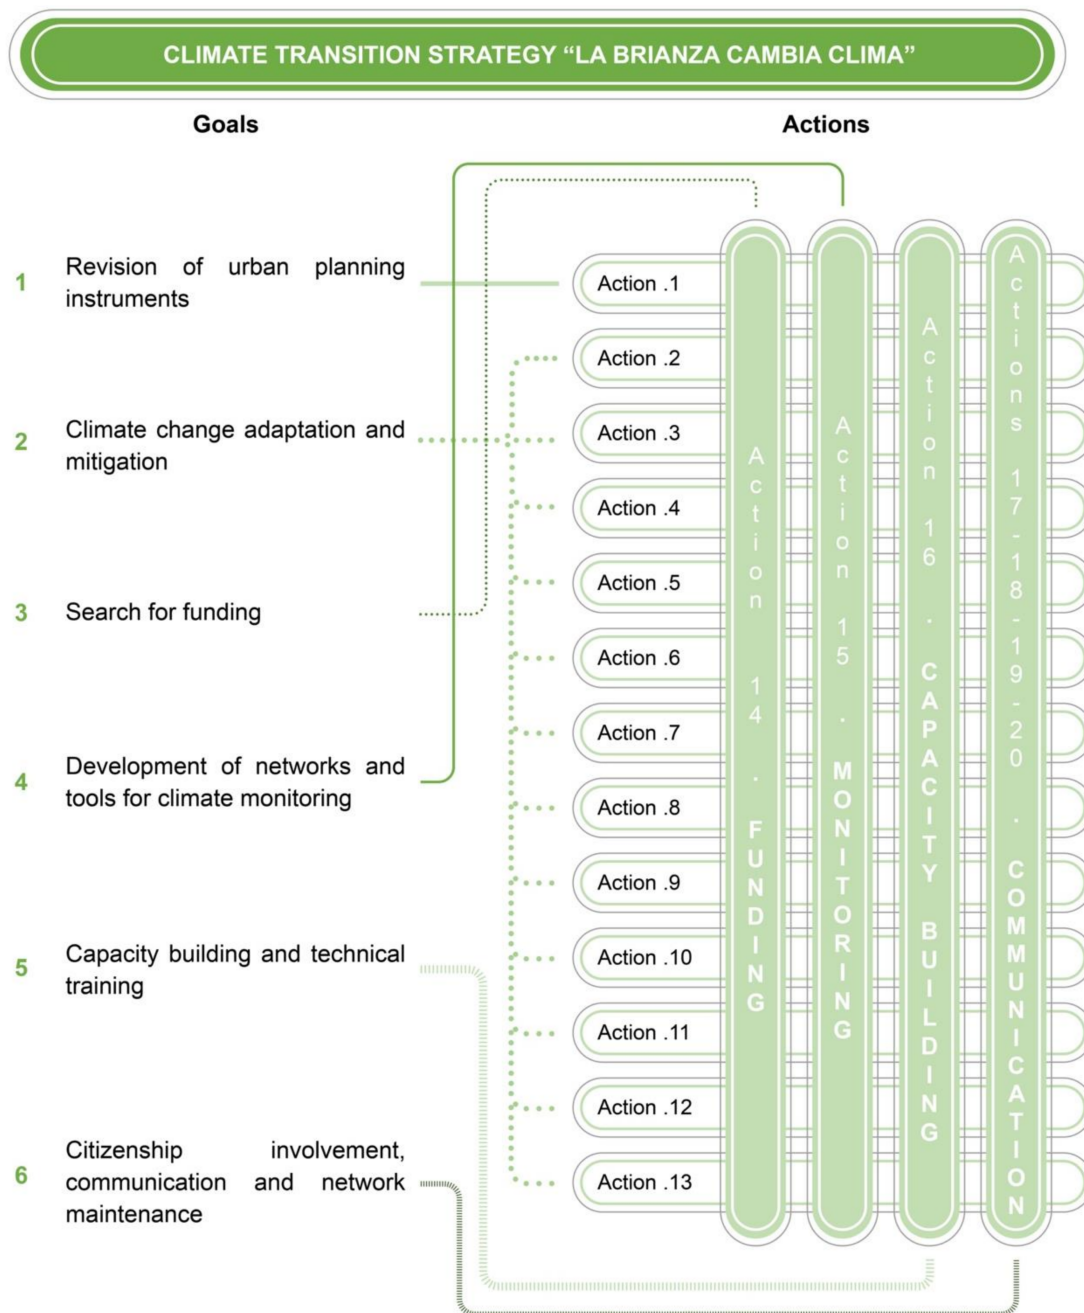 CLIMATE TRANSITION STRATEGY “LA BRIANZA CAMBIA CLIMA”
Goals
Actions
1
Revision of urban planning
instruments
2
Climate change adaptation and
mitigation
3
Search for funding
4
Development of networks and
tools for climate monitoring
5
Capacity building and technical
training
6
Citizenship involvement,
communication and network
maintenance
Action .1
Action .2
Action .3
Action .4
Action .5
Action .6
Action .7
Action .8
Action .9
Action .10
Action .11
Action .12
Action .13
Action 14 . FUNDING
Action 15 . MONITORING
Action 16 . CAPACITY BUILDING
Actions 17-18-19-20 . COMMUNICATION